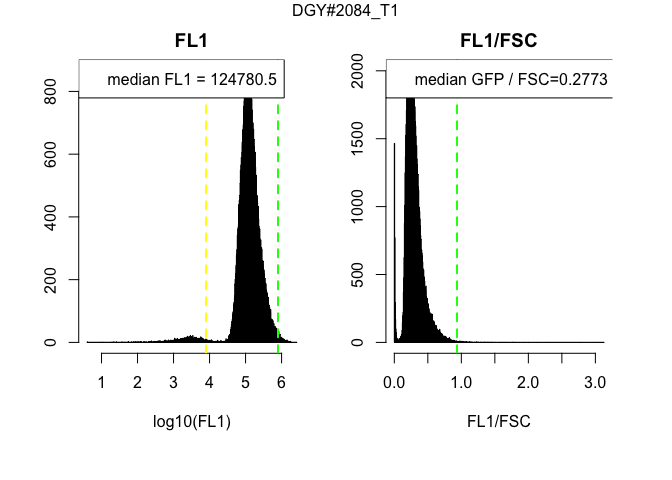 DGY#2084_T1
FL1
median FL1 = 124780.5
800
600
400
200
0
1 2 3 4 5 6
log10(FL1)
FL1/FSC
median GFP / FSC=0.2773
2000
1500
1000
500
0
0.0 1.0 2.0 3.0
FL1/FSC